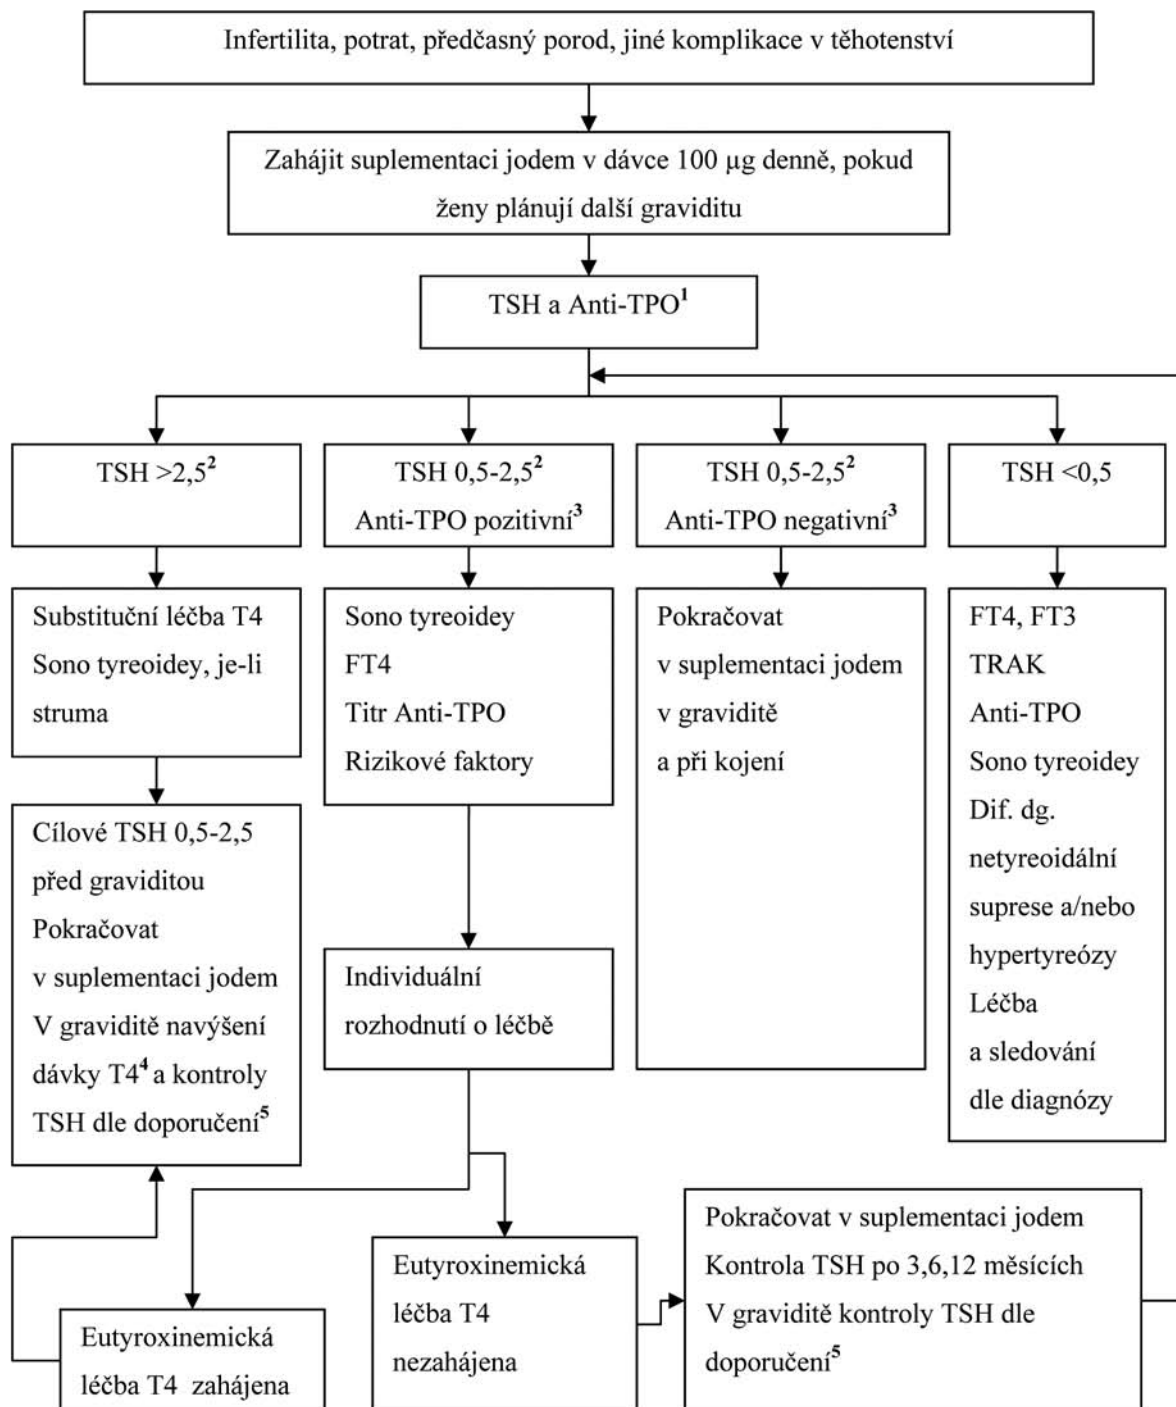 Infertilita, potrat, předčasný porod, jiné komplikace v těhotenství
Zahájit suplementaci jodem v dávce 100 µg denně, pokud
ženy plánují další graviditu
TSH a Anti-TPO¹
TSH >2,5²
TSH 0,5-2,5²
Anti-TPO pozitivní³
TSH 0,5-2,5²
Anti-TPO negativní³
TSH <0,5
Substituční léčba T4
Sono tyreoidey, je-li
struma
Sono tyreoidey
FT4
Titr Anti-TPO
Rizikové faktory
Pokračovat
v suplementaci jodem
v graviditě
a při kojení
FT4, FT3
TRAK
Anti-TPO
Sono tyreoidey
Dif. dg.
netyreoidální
suprese a/nebo
hypertyreózy
Léčba
a sledování
dle diagnózy
Cílové TSH 0,5-2,5
před graviditou
Pokračovat
v suplementaci jodem
V graviditě navýšení
dávky T4⁴ a kontroly
TSH dle doporučení⁵
Individuální
rozhodnutí o léčbě
Eutyroxinemická
léčba T4 zahájena
Eutyroxinemická
léčba T4
nezahájena
Pokračovat v suplementaci jodem
Kontrola TSH po 3,6,12 měsících
V graviditě kontroly TSH dle
doporučení⁵